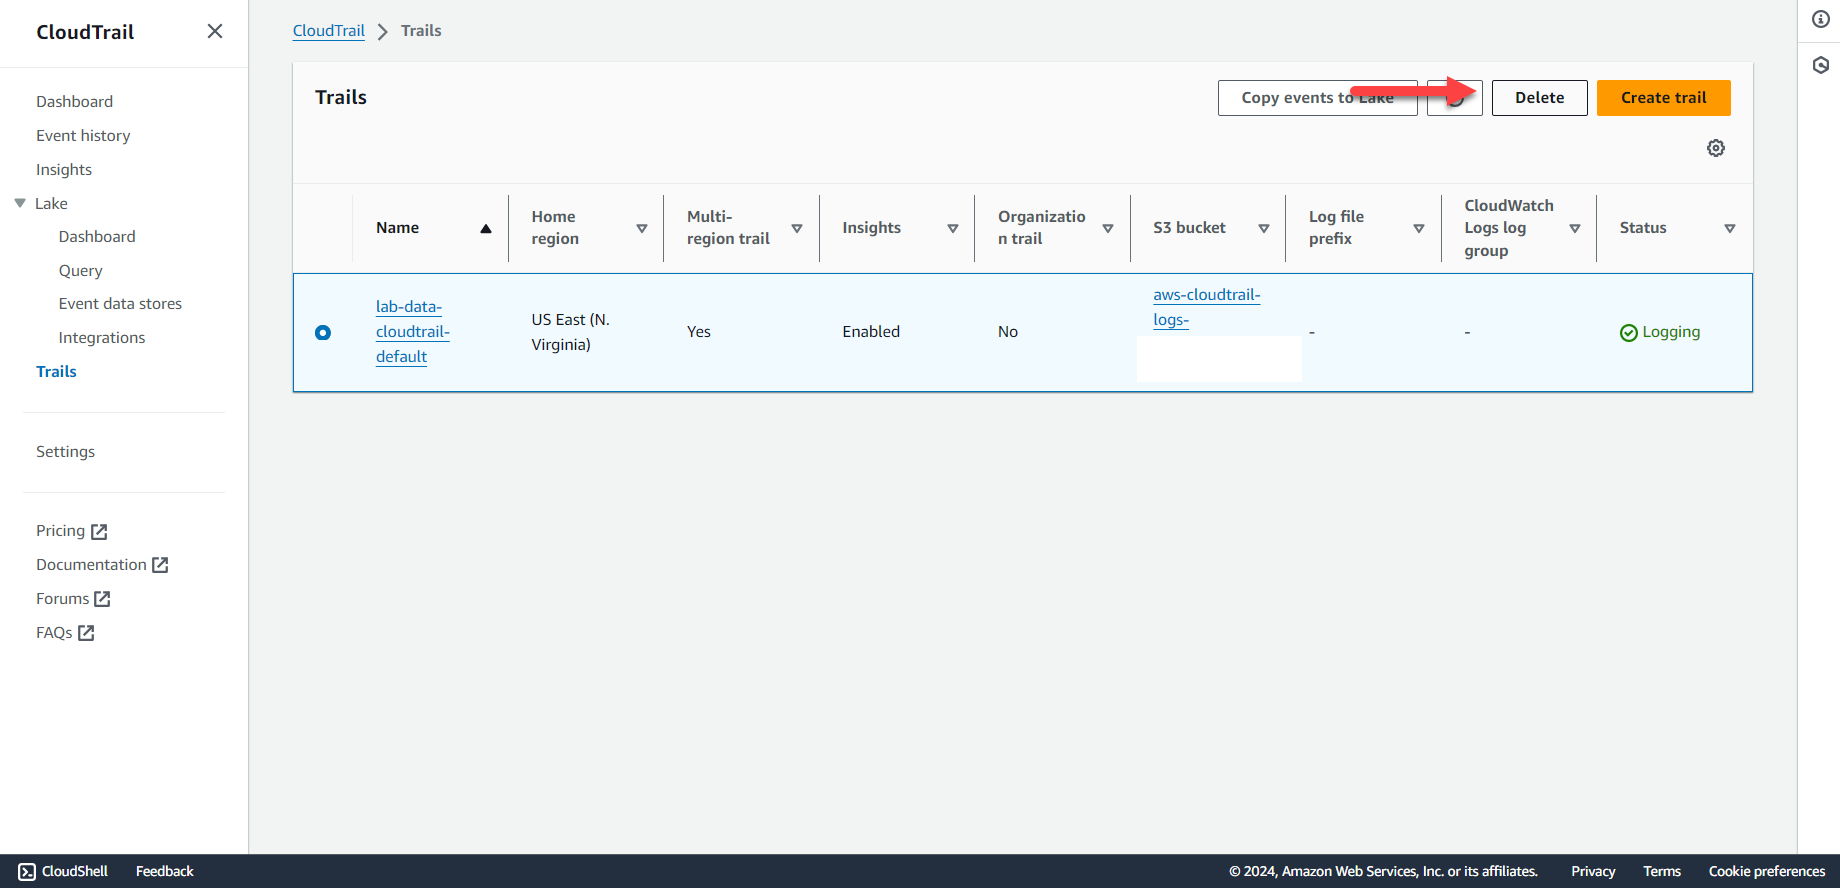 CloudTrail
Dashboard
Event history
Insights
Lake
Dashboard
Query
Event data stores
Integrations
Trails
Settings
Pricing
Documentation
Forums
FAQs
CloudTrail > Trails
Trails
Copy events to Lake
Delete
Create trail
Name
Home
region
Multi-
region trail
Insights
Organizatio
n trail
S3 bucket
Log file
prefix
CloudWatch
Logs log
group
Status
lab-data-
cloudtrail-
default
US East (N.
Virginia)
Yes
Enabled
No
aws-cloudtrail-
logs-
-
-
Logging
CloudShell
Feedback
© 2024, Amazon Web Services, Inc. or its affiliates.
Privacy
Terms
Cookie preferences